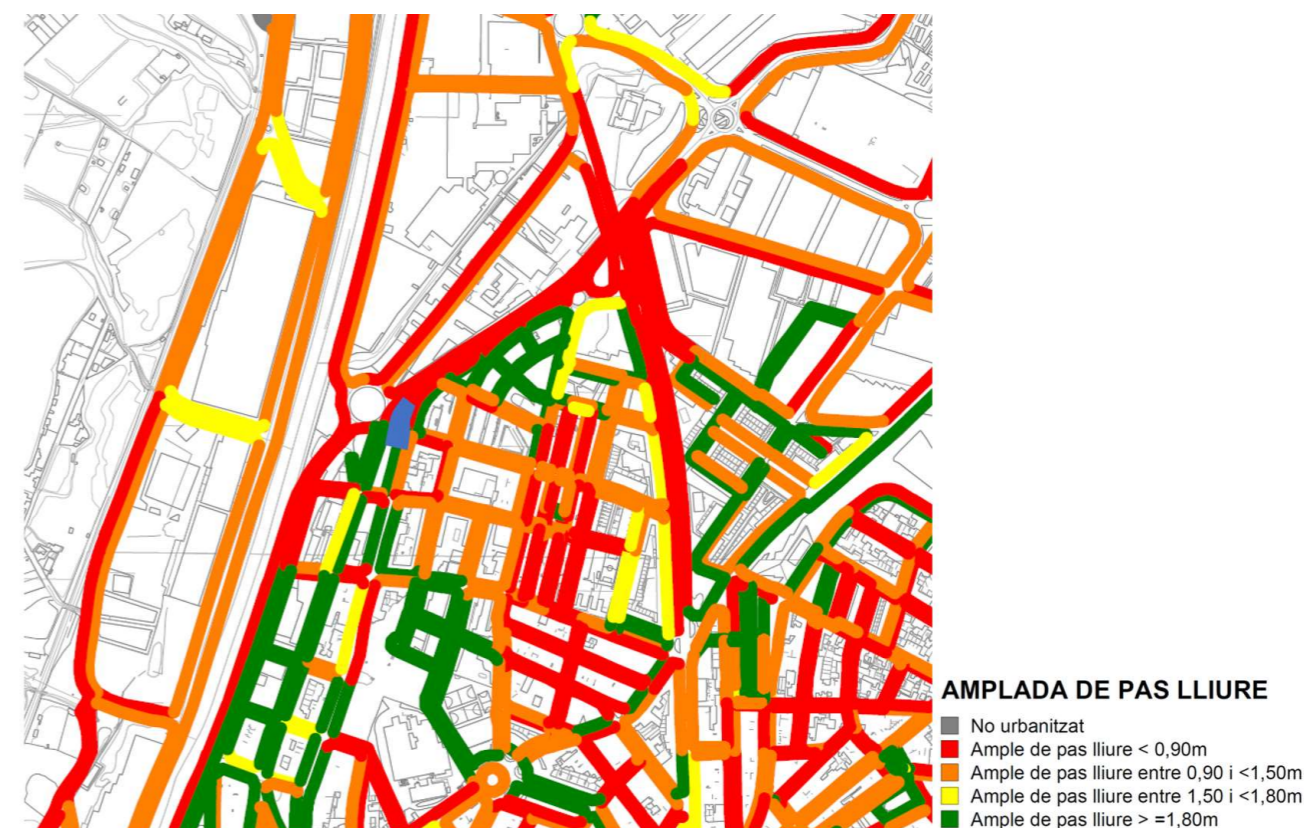 AMPLADA DE PAS LLIURE
No urbanitzat
Ample de pas lliure < 0,90m
Ample de pas lliure entre 0,90 i <1,50m
Ample de pas lliure entre 1,50 i <1,80m
Ample de pas lliure > =1,80m